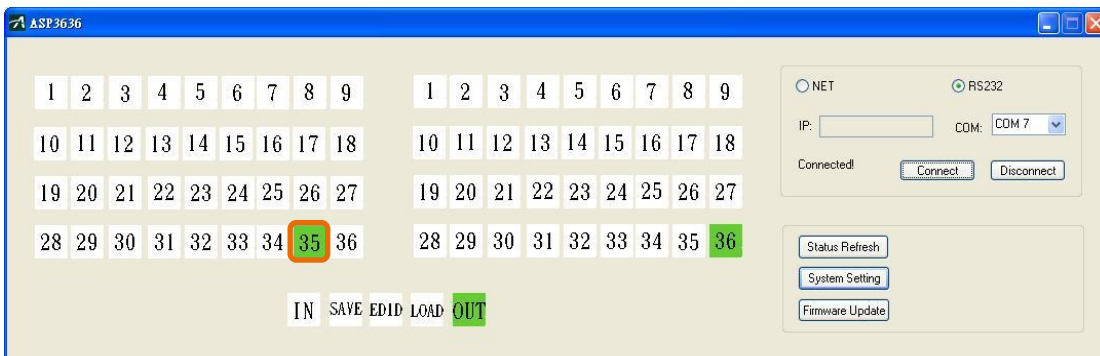 ASP3636
1 2 3 4 5 6 7 8 9
10 11 12 13 14 15 16 17 18
19 20 21 22 23 24 25 26 27
28 29 30 31 32 33 34 35 36
1 2 3 4 5 6 7 8 9
10 11 12 13 14 15 16 17 18
19 20 21 22 23 24 25 26 27
28 29 30 31 32 33 34 35 36
IN SAVE EDID LOAD OUT
NET RS232
IP: COM: COM 7
Connected! Connect Disconnect
Status Refresh
System Setting
Firmware Update